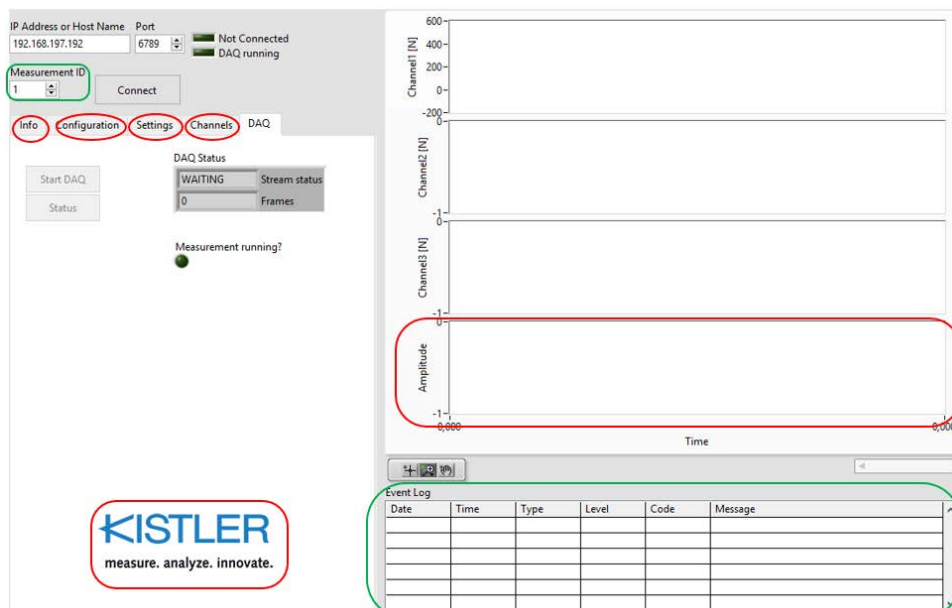 IP Address or Host Name Port
192.168.197.192 6789
Not Connected
DAQ running
Measurement ID
1
Connect
Info Configuration Settings Channels DAQ
DAQ Status
Start DAQ
WAITING Stream status
Status
0 Frames
Measurement running?
KISTLER
measure. analyze. innovate.
600
400
200
0
-200
Channel1 [N]
0
-1
Channel2 [N]
0
-1
Channel3 [N]
0
-1
Amplitude
0,000
Time
Event Log
Date Time Type Level Code Message